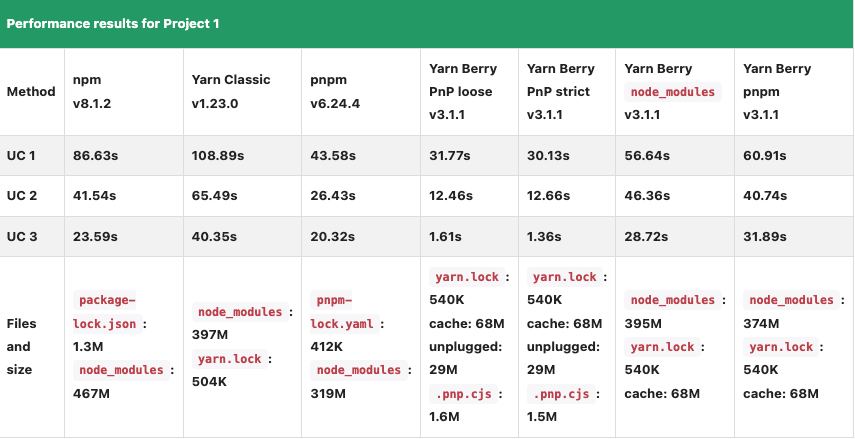 Performance results for Project 1
Method
npm
v8.1.2
Yarn Classic
v1.23.0
pnpm
v6.24.4
Yarn Berry
PnP loose
v3.1.1
Yarn Berry
PnP strict
v3.1.1
Yarn Berry
node_modules
v3.1.1
Yarn Berry
pnpm
v3.1.1
UC 1 86.63s 108.89s 43.58s 31.77s 30.13s 56.64s 60.91s
UC 2 41.54s 65.49s 26.43s 12.46s 12.66s 46.36s 40.74s
UC 3 23.59s 40.35s 20.32s 1.61s 1.36s 28.72s 31.89s
Files
and
size
package-
lock.json :
1.3M
node_modules :
467M
node_modules :
397M
yarn.lock :
504K
pnpm-
lock.yaml :
412K
node_modules :
319M
yarn.lock :
540K
cache: 68M
unplugged:
29M
.pnp.cjs :
1.6M
yarn.lock :
540K
cache: 68M
unplugged:
29M
.pnp.cjs :
1.5M
node_modules :
395M
yarn.lock :
540K
cache: 68M
node_modules :
374M
yarn.lock :
540K
cache: 68M